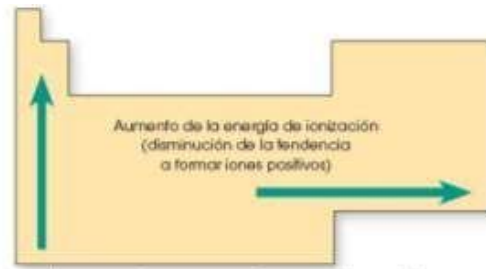 Aumento de la energía de ionización
(disminución de la tendencia
a formar iones positivos)